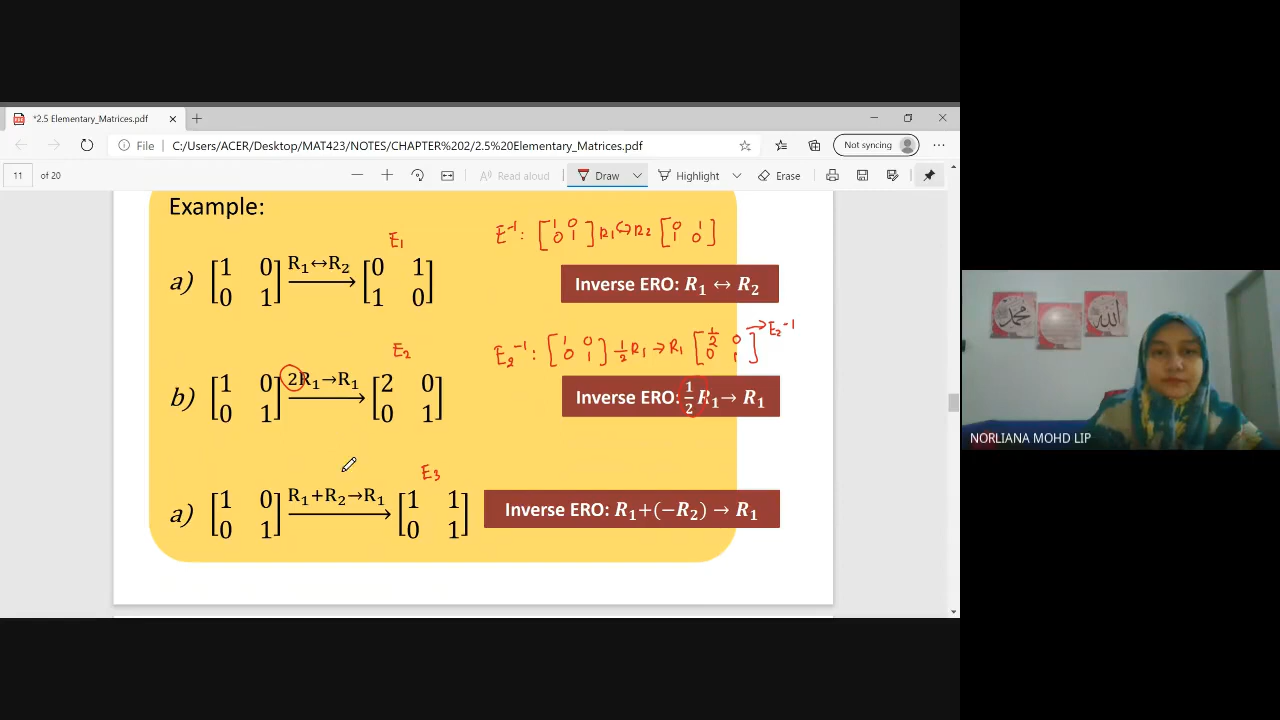 *2.5 Elementary_Matrices.pdf
File C:/Users/ACER/Desktop/MAT423/NOTES/CHAPTER%202/2.5%20Elementary_Matrices.pdf Not syncing
11 of 20 Read aloud Draw Highlight Erase
Example:
E⁻¹: [1 0 0 1] R₁↔R₂ [0 1 1 0]
E₁
a) [1 0 0 1] R₁↔R₂ [0 1 1 0]
Inverse ERO: R₁ ↔ R₂
E₂⁻¹: [1 0 0 1] ½R₁→R₁ [½ 0 0 1] →E₂⁻¹
E₂
b) [1 0 0 1] 2R₁→R₁ [2 0 0 1]
Inverse ERO: ½R₁→ R₁
E₃
a) [1 0 0 1] R₁+R₂→R₁ [1 1 0 1]
Inverse ERO: R₁+(−R₂) → R₁
محمد
الله
NORLIANA MOHD LIP